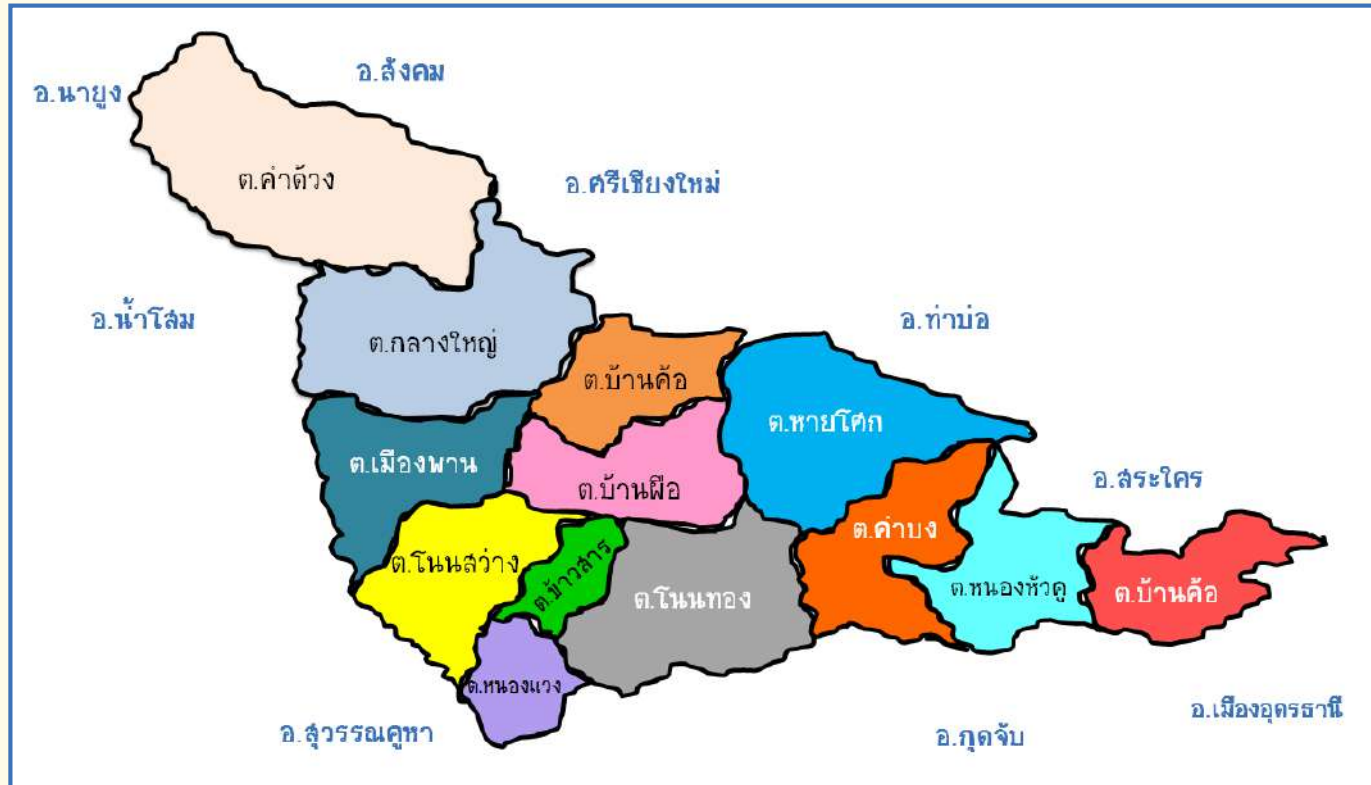 อ.สังคม
อ.นายูง
ต.คำด้วง
อ.ศรีเชียงใหม่
อ.น้ำโสม
อ.ท่าบ่อ
ต.กลางใหญ่
ต.บ้านค้อ
ต.หายโศก
ต.เมืองพาน
ต.บ้านผือ
อ.สระใคร
ต.คำบง
ต.โนนสว่าง
ต.ข้าวสาร
ต.หนองหัวคู
ต.บ้านค้อ
ต.โนนทอง
ต.หนองแวง
อ.เมืองอุดรธานี
อ.สุวรรณคูหา
อ.กุดจับ